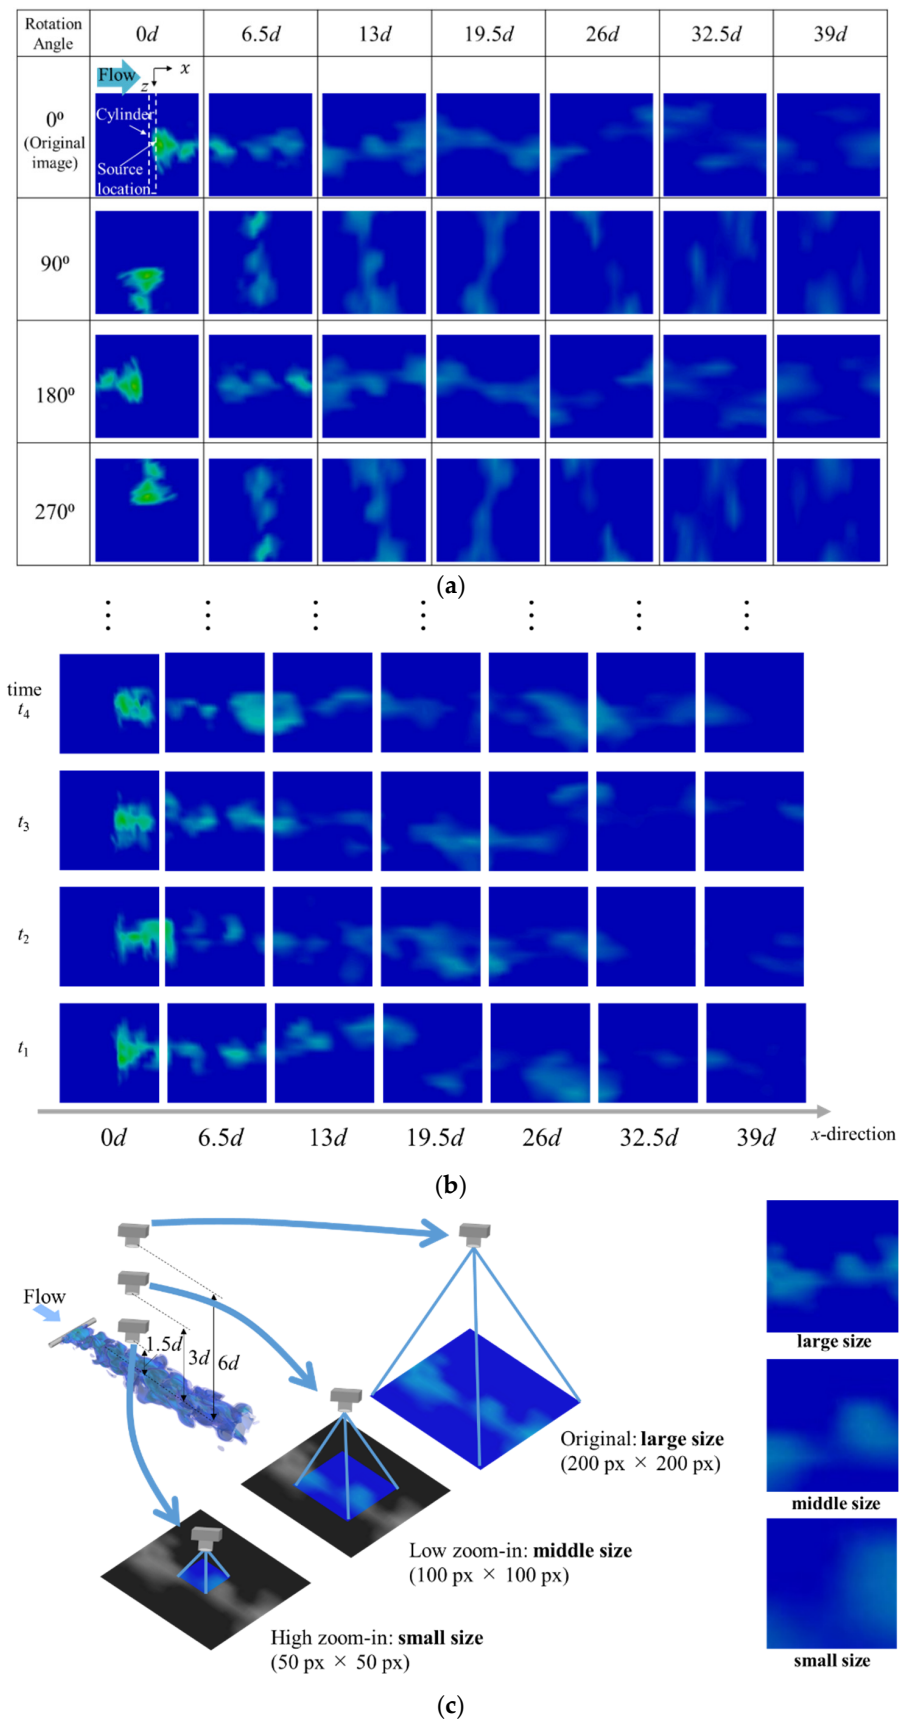 Rotation Angle 0d 6.5d 13d 19.5d 26d 32.5d 39d
Flow x
z
0º
(Original image)
Cylinder
Source location
90º
180º
270º
(a)
time
t4
t3
t2
t1
0d 6.5d 13d 19.5d 26d 32.5d 39d
x-direction
(b)
Flow
1.5d 3d 6d
large size
Original: large size
(200 px × 200 px)
middle size
Low zoom-in: middle size
(100 px × 100 px)
High zoom-in: small size
(50 px × 50 px)
small size
(c)